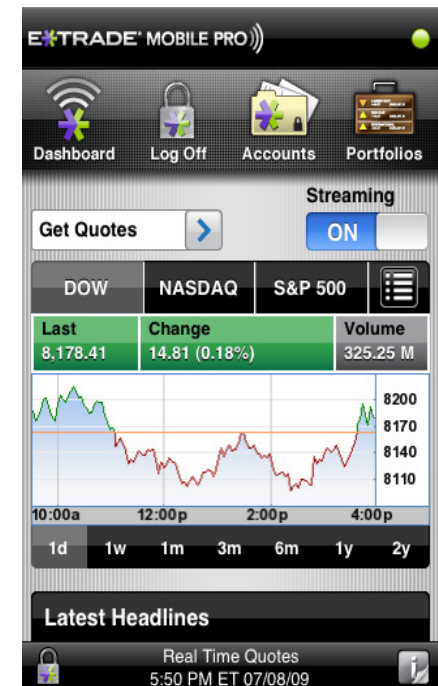 E*TRADE MOBILE PRO
Dashboard Log Off Accounts Portfolios
Streaming
Get Quotes ON
DOW NASDAQ S&P 500
Last Change Volume
8,178.41 14.81 (0.18%) 325.25 M
8200
8170
8140
8110
10:00a 12:00p 2:00p 4:00p
1d 1w 1m 3m 6m 1y 2y
Latest Headlines
Real Time Quotes
5:50 PM ET 07/08/09